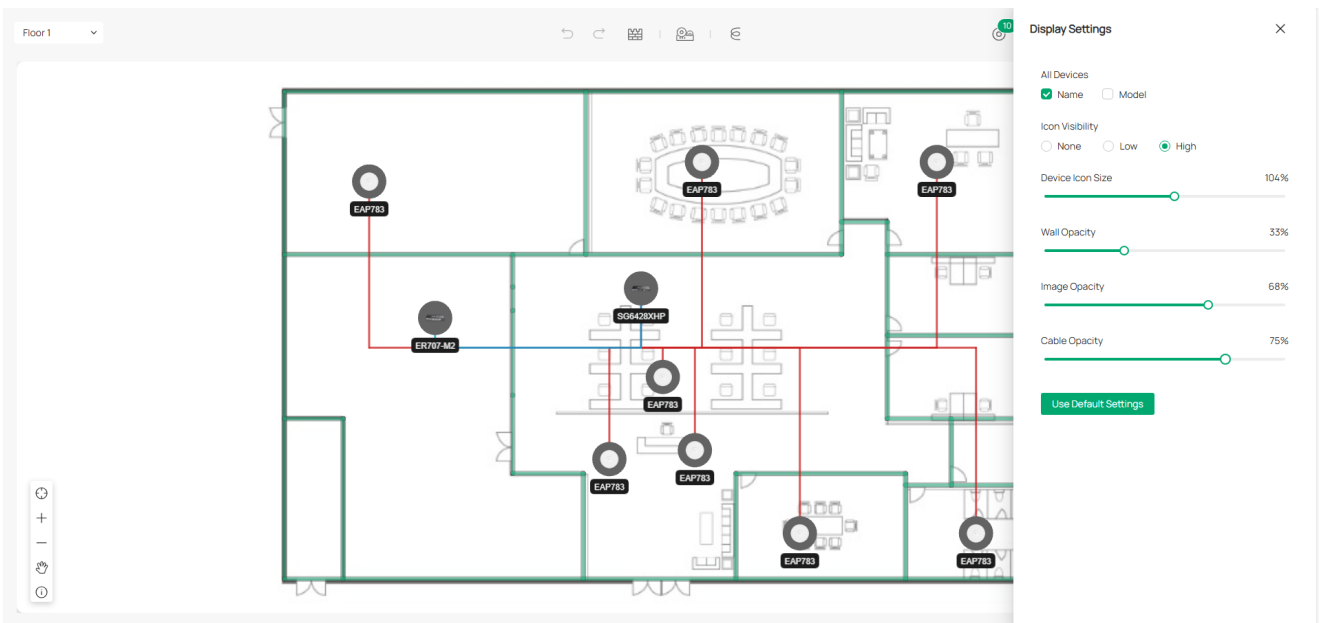 Floor 1
10
Display Settings
All Devices
Name Model
Icon Visibility
None Low High
Device Icon Size 104%
Wall Opacity 33%
Image Opacity 68%
Cable Opacity 75%
Use Default Settings
EAP783
EAP783
EAP783
SG6428XHP
ER707-M2
EAP783
EAP783
EAP783
EAP783
EAP783